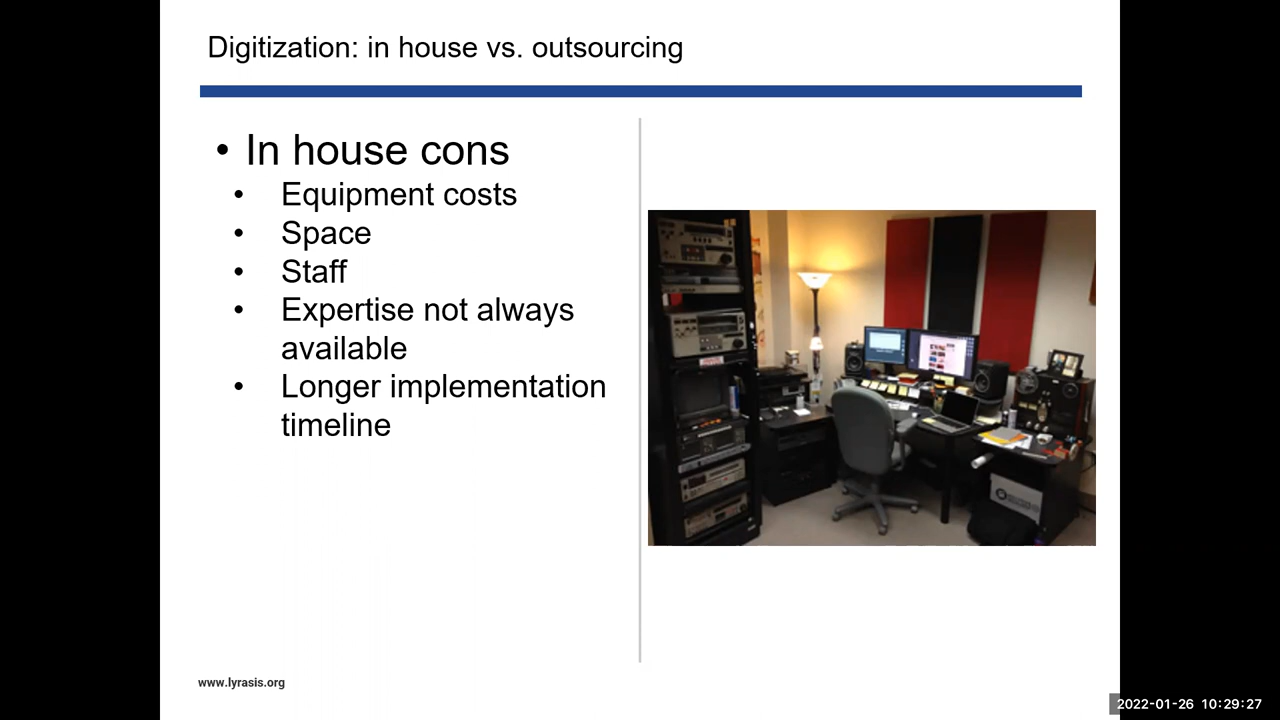 Digitization: in house vs. outsourcing
• In house cons
• Equipment costs
• Space
• Staff
• Expertise not always
available
• Longer implementation
timeline
www.lyrasis.org
2022-01-26 10:29:27